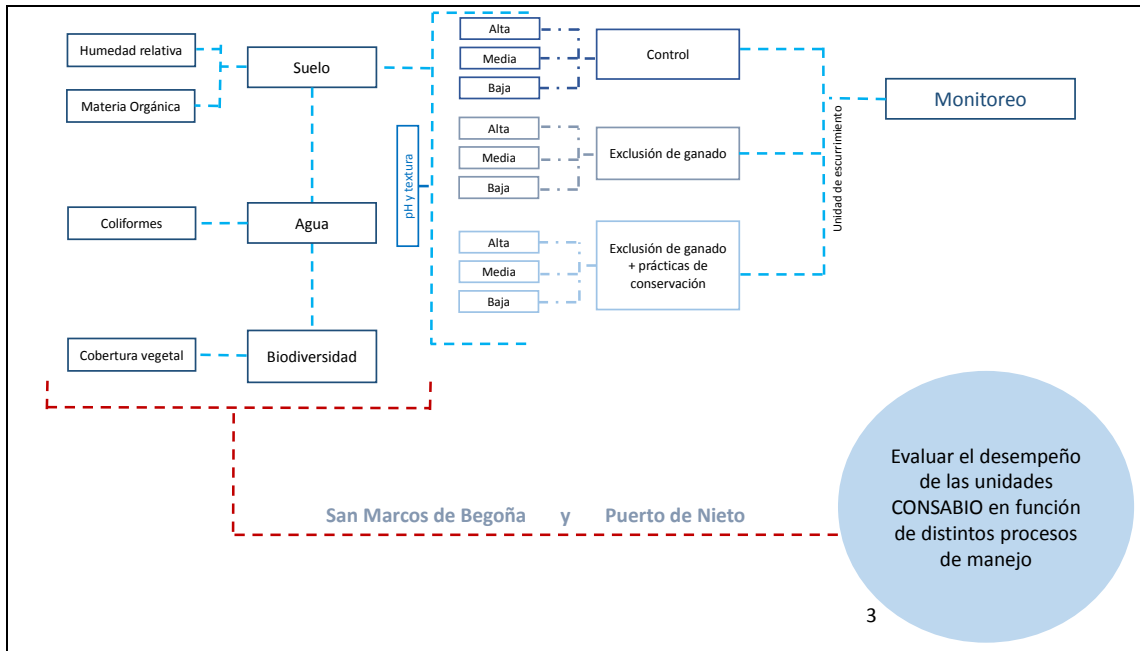 Humedad relativa
Materia Orgánica
Suelo
Coliformes
Agua
Cobertura vegetal
Biodiversidad
pH y textura
Alta
Media
Baja
Control
Alta
Media
Baja
Exclusión de ganado
Alta
Media
Baja
Exclusión de ganado
+ prácticas de
conservación
Unidad de escurrimiento
Monitoreo
San Marcos de Begoña y Puerto de Nieto
Evaluar el desempeño
de las unidades
CONSABIO en función
de distintos procesos
de manejo
3